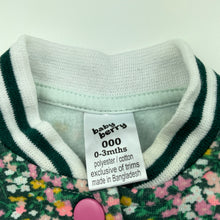 baby
berry
000
0-3mths
polyester / cotton
exclusive of trims
made in Bangladesh